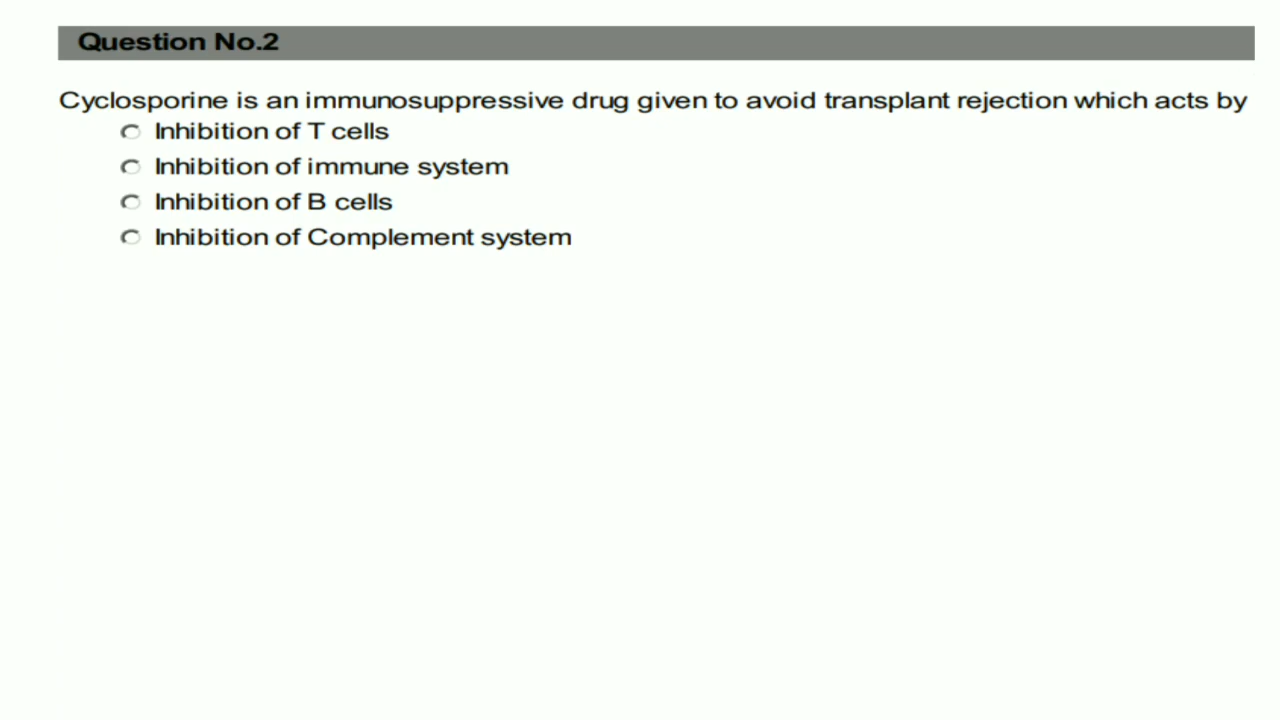 Question No.2
Cyclosporine is an immunosuppressive drug given to avoid transplant rejection which acts by
Inhibition of T cells
Inhibition of immune system
Inhibition of B cells
Inhibition of Complement system